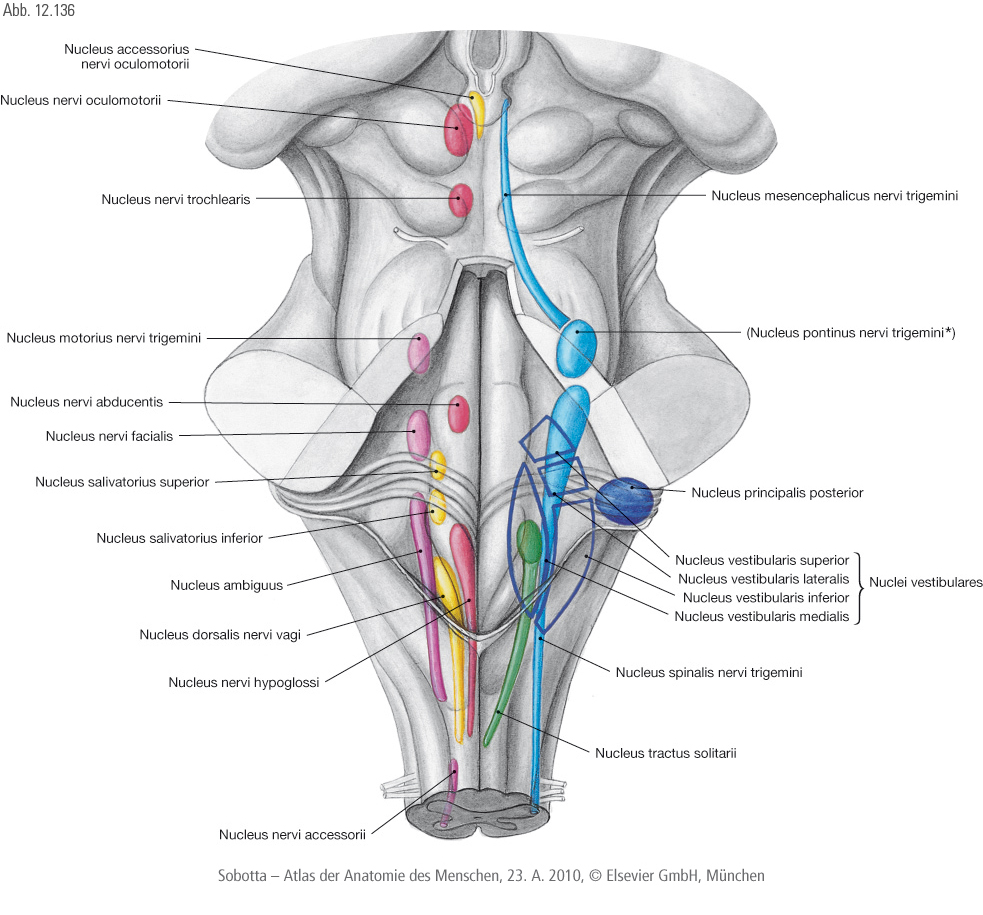 Abb. 12.136
Nucleus accessorius
nervi oculomotorii
Nucleus nervi oculomotorii
Nucleus nervi trochlearis
Nucleus mesencephalicus nervi trigemini
Nucleus motorius nervi trigemini
(Nucleus pontinus nervi trigemini*)
Nucleus nervi abducentis
Nucleus nervi facialis
Nucleus salivatorius superior
Nucleus principalis posterior
Nucleus salivatorius inferior
Nucleus vestibularis superior
Nucleus vestibularis lateralis
Nucleus vestibularis inferior
Nucleus vestibularis medialis
Nuclei vestibulares
Nucleus ambiguus
Nucleus dorsalis nervi vagi
Nucleus nervi hypoglossi
Nucleus spinalis nervi trigemini
Nucleus tractus solitarii
Nucleus nervi accessorii
Sobotta – Atlas der Anatomie des Menschen, 23. A. 2010, © Elsevier GmbH, München